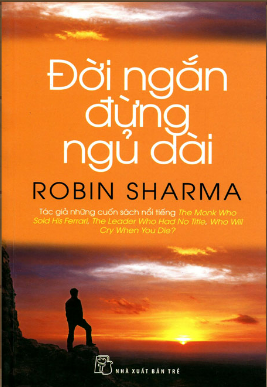 Đời ngắn
đừng
ngủ dài
ROBIN SHARMA
Tác giả những cuốn sách nổi tiếng The Monk Who
Sold His Ferrari, The Leader Who Had No Title, Who Will
Cry When You Die?
NHÀ XUẤT BẢN TRẺ